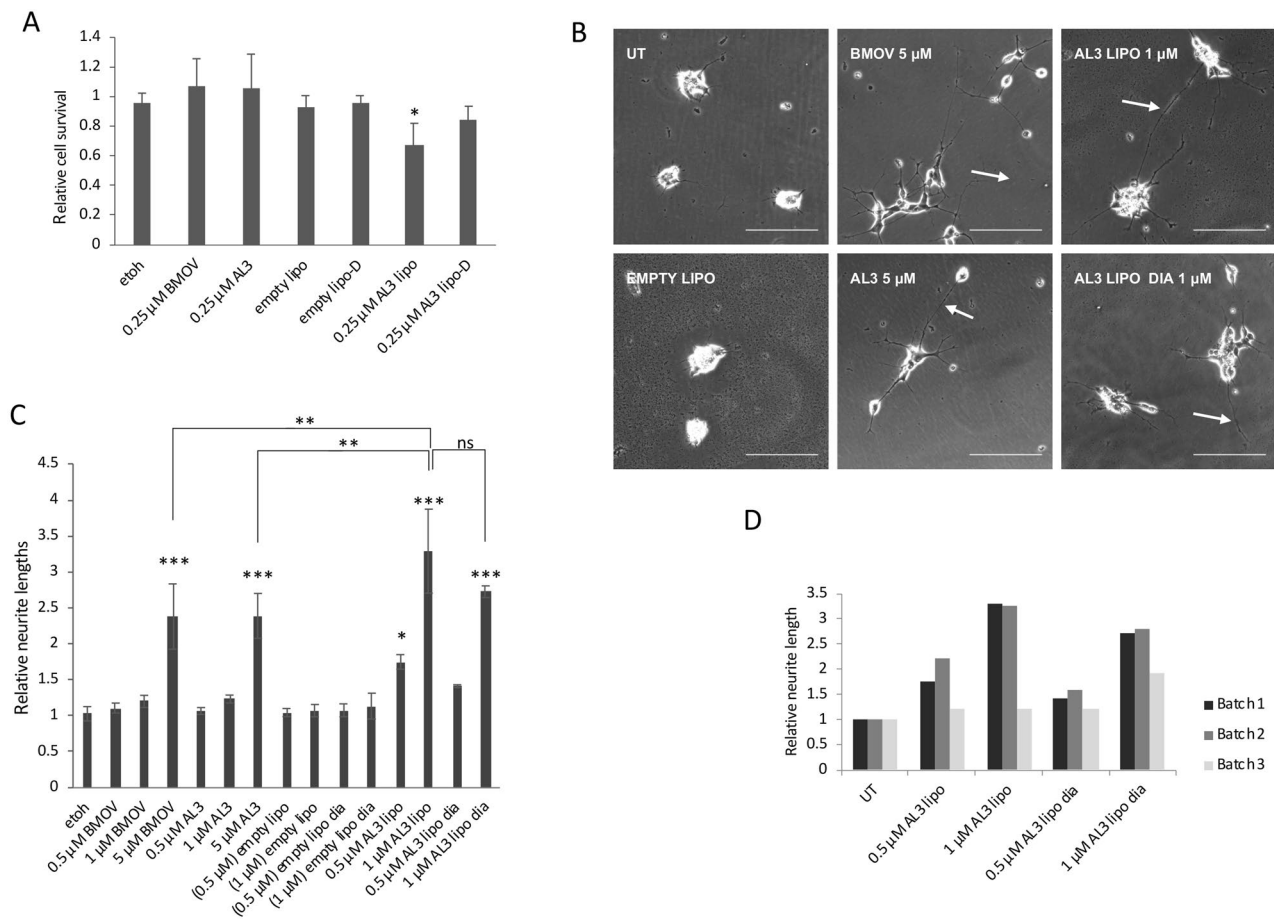 A
Relative cell survival
1.4
1.2
1
0.8
0.6
0.4
0.2
0
*
etoh
0.25 µM BMOV
0.25 µM AL3
empty lipo
empty lipo-D
0.25 µM AL3 lipo
0.25 µM AL3 lipo-D
B
UT
BMOV 5 µM
AL3 LIPO 1 µM
EMPTY LIPO
AL3 5 µM
AL3 LIPO DIA 1 µM
C
Relative neurite lengths
4.5
4
3.5
3
2.5
2
1.5
1
0.5
0
**
**
ns
***
***
*
***
***
etoh
0.5 µM BMOV
1 µM BMOV
5 µM BMOV
0.5 µM AL3
1 µM AL3
5 µM AL3
(0.5 µM) empty lipo
(1 µM) empty lipo
(0.5 µM) empty lipo dia
(1 µM) empty lipo dia
0.5 µM AL3 lipo
1 µM AL3 lipo
0.5 µM AL3 lipo dia
1 µM AL3 lipo dia
D
Relative neurite length
3.5
3
2.5
2
1.5
1
0.5
0
UT
0.5 µM AL3 lipo
1 µM AL3 lipo
0.5 µM AL3 lipo dia
1 µM AL3 lipo dia
Batch 1
Batch 2
Batch 3